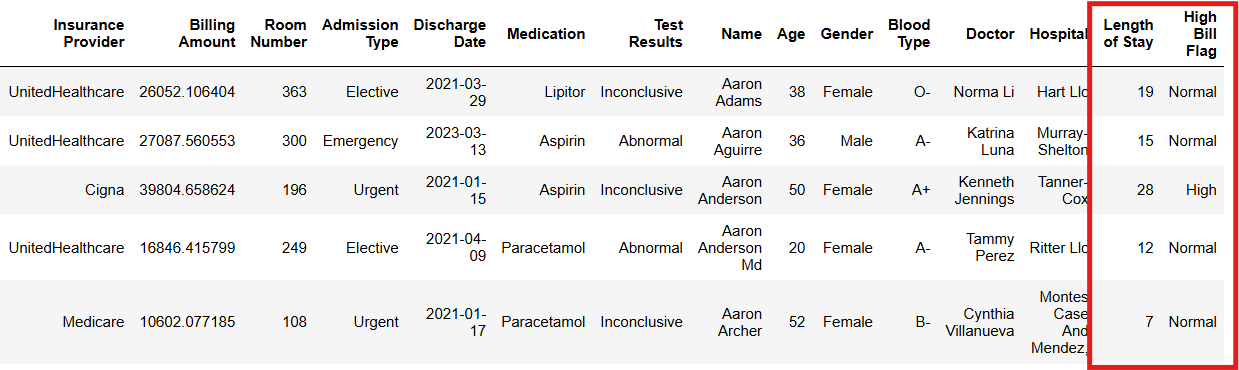 Insurance Provider Billing Amount Room Number Admission Type Discharge Date Medication Test Results Name Age Gender Blood Type Doctor Hospital Length of Stay High Bill Flag
UnitedHealthcare 26052.106404 363 Elective 2021-03-29 Lipitor Inconclusive Aaron Adams 38 Female O- Norma Li Hart Llc 19 Normal
UnitedHealthcare 27087.560553 300 Emergency 2023-03-13 Aspirin Abnormal Aaron Aguirre 36 Male A- Katrina Luna Murray-Shelton 15 Normal
Cigna 39804.658624 196 Urgent 2021-01-15 Aspirin Inconclusive Aaron Anderson 50 Female A+ Kenneth Jennings Tanner-Cox 28 High
UnitedHealthcare 16846.415799 249 Elective 2021-04-09 Paracetamol Abnormal Aaron Anderson Md 20 Female A- Tammy Perez Ritter Llc 12 Normal
Medicare 10602.077185 108 Urgent 2021-01-17 Paracetamol Inconclusive Aaron Archer 52 Female B- Cynthia Villanueva Montes Case And Mendez, 7 Normal